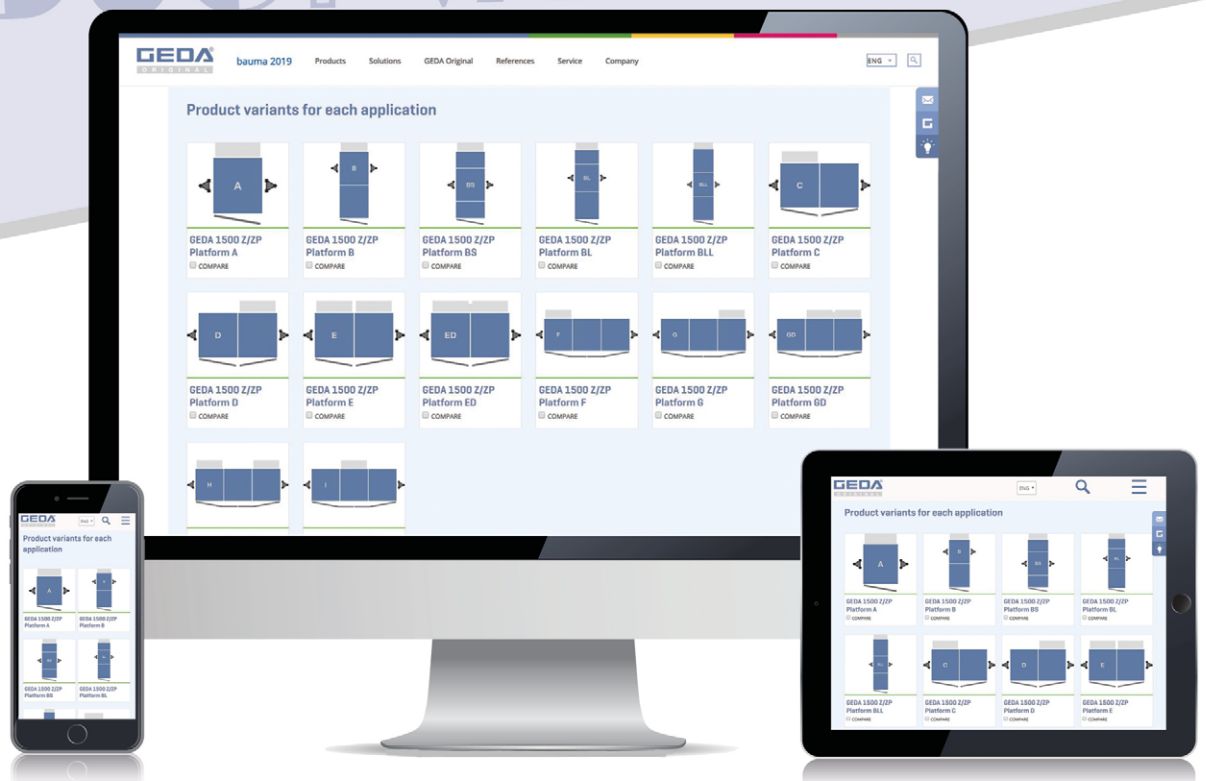 GEDA
ORIGINAL
bauma 2019 Products Solutions GEDA Original References Service Company ENG
Product variants for each application
A B BS BL BLL C
GEDA 1500 Z/ZP GEDA 1500 Z/ZP GEDA 1500 Z/ZP GEDA 1500 Z/ZP GEDA 1500 Z/ZP GEDA 1500 Z/ZP
Platform A Platform B Platform BS Platform BL Platform BLL Platform C
COMPARE COMPARE COMPARE COMPARE COMPARE COMPARE
D E ED F G GD
GEDA 1500 Z/ZP GEDA 1500 Z/ZP GEDA 1500 Z/ZP GEDA 1500 Z/ZP GEDA 1500 Z/ZP GEDA 1500 Z/ZP
Platform D Platform E Platform ED Platform F Platform G Platform GD
COMPARE COMPARE COMPARE COMPARE COMPARE COMPARE
H I
GEDA
ENG
Product variants for each
application
A
GEDA 1500 Z/ZP GEDA 1500 Z/ZP
Platform A Platform B
GEDA 1500 Z/ZP GEDA 1500 Z/ZP
Platform BS Platform BL
GEDA
ORIGINAL
ENG
Product variants for each application
A B BS BL
GEDA 1500 Z/ZP GEDA 1500 Z/ZP GEDA 1500 Z/ZP GEDA 1500 Z/ZP
Platform A Platform B Platform BS Platform BL
COMPARE COMPARE COMPARE COMPARE
BLL C D E
GEDA 1500 Z/ZP GEDA 1500 Z/ZP GEDA 1500 Z/ZP GEDA 1500 Z/ZP
Platform BLL Platform C Platform D Platform E
COMPARE COMPARE COMPARE COMPARE